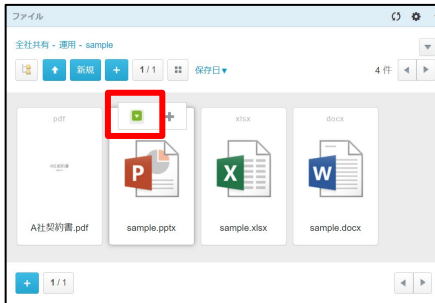 ファイル
全社共有 - 運用 - sample
新規
+
1 / 1
保存日▼
4 件
pdf
xlsx
docx
P
X
W
A社契約書.pdf
sample.pptx
sample.xlsx
sample.docx
+
1 / 1